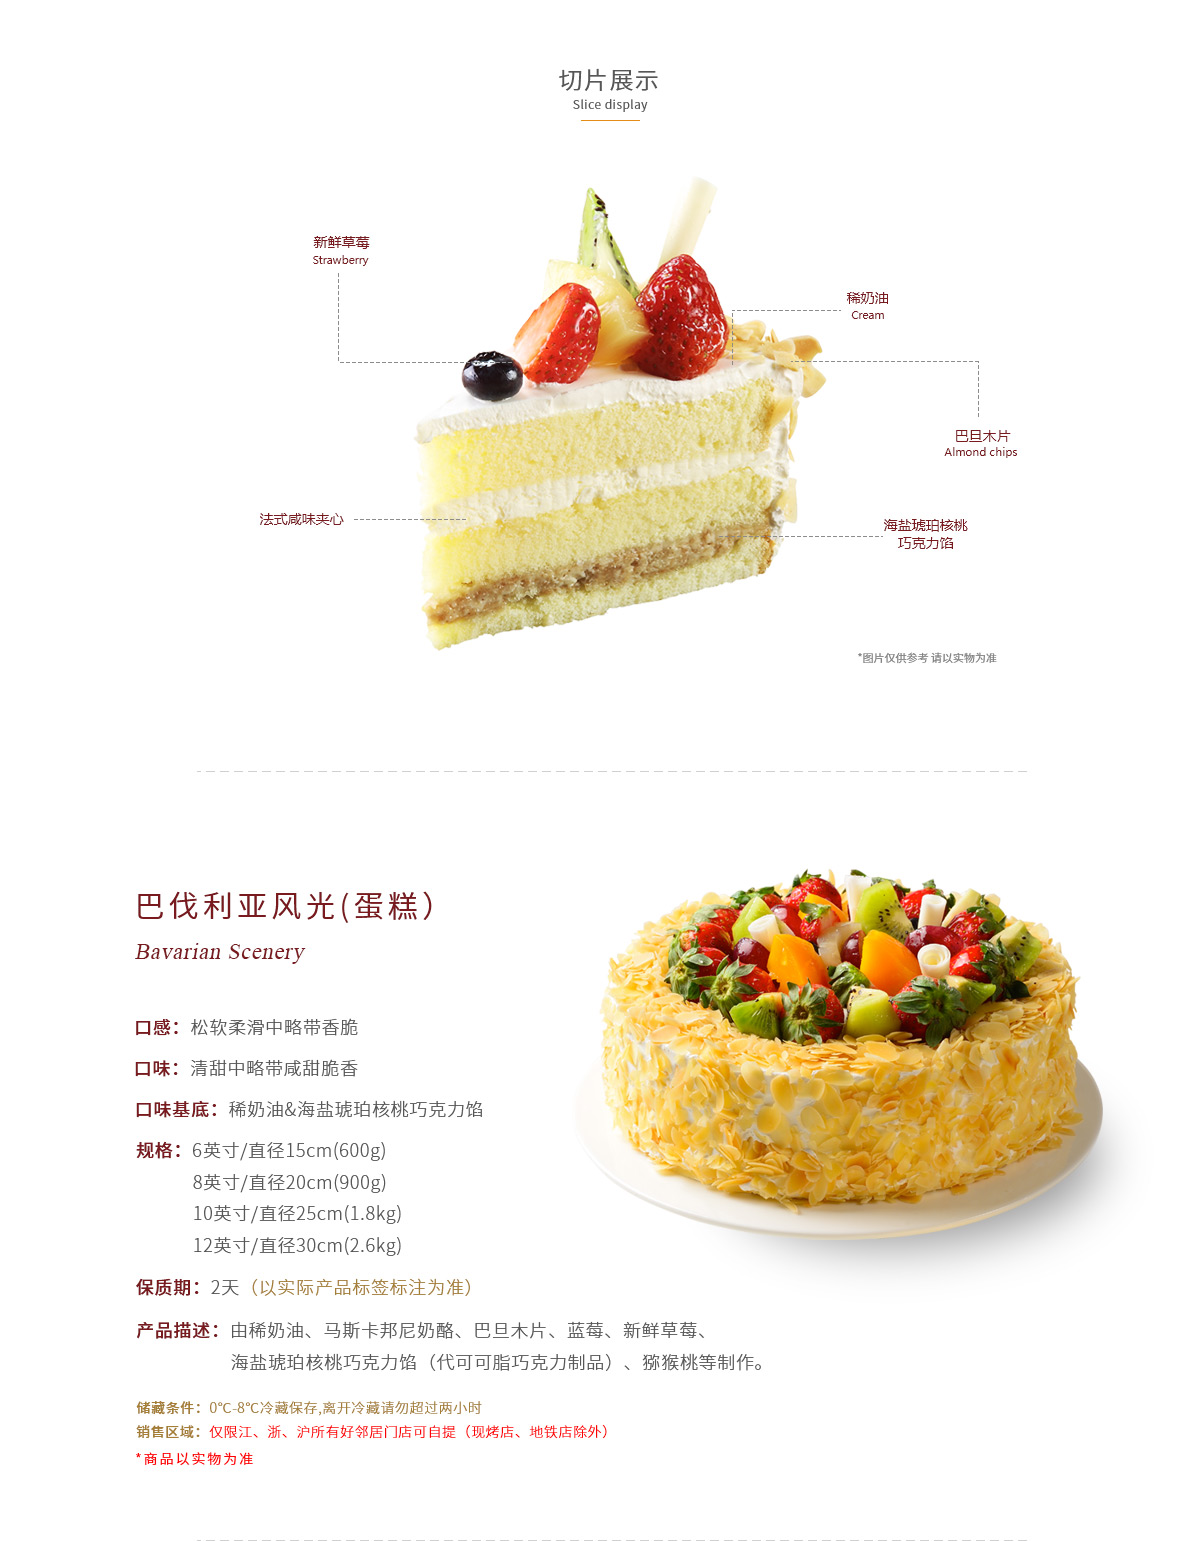 切片展示
Slice display
新鲜草莓
Strawberry
稀奶油
Cream
巴旦木片
Almond chips
法式咸味夹心
海盐琥珀核桃
巧克力馅
*图片仅供参考 请以实物为准
巴伐利亚风光(蛋糕）
Bavarian Scenery
口感：松软柔滑中略带香脆
口味：清甜中略带咸甜脆香
口味基底：稀奶油&海盐琥珀核桃巧克力馅
规格：6英寸/直径15cm(600g)
8英寸/直径20cm(900g)
10英寸/直径25cm(1.8kg)
12英寸/直径30cm(2.6kg)
保质期：2天（以实际产品标签标注为准）
产品描述：由稀奶油、马斯卡邦尼奶酪、巴旦木片、蓝莓、新鲜草莓、
海盐琥珀核桃巧克力馅（代可可脂巧克力制品）、猕猴桃等制作。
储藏条件：0℃-8℃冷藏保存,离开冷藏请勿超过两小时
销售区域：仅限江、浙、沪所有好邻居门店可自提（现烤店、地铁店除外）
*商品以实物为准